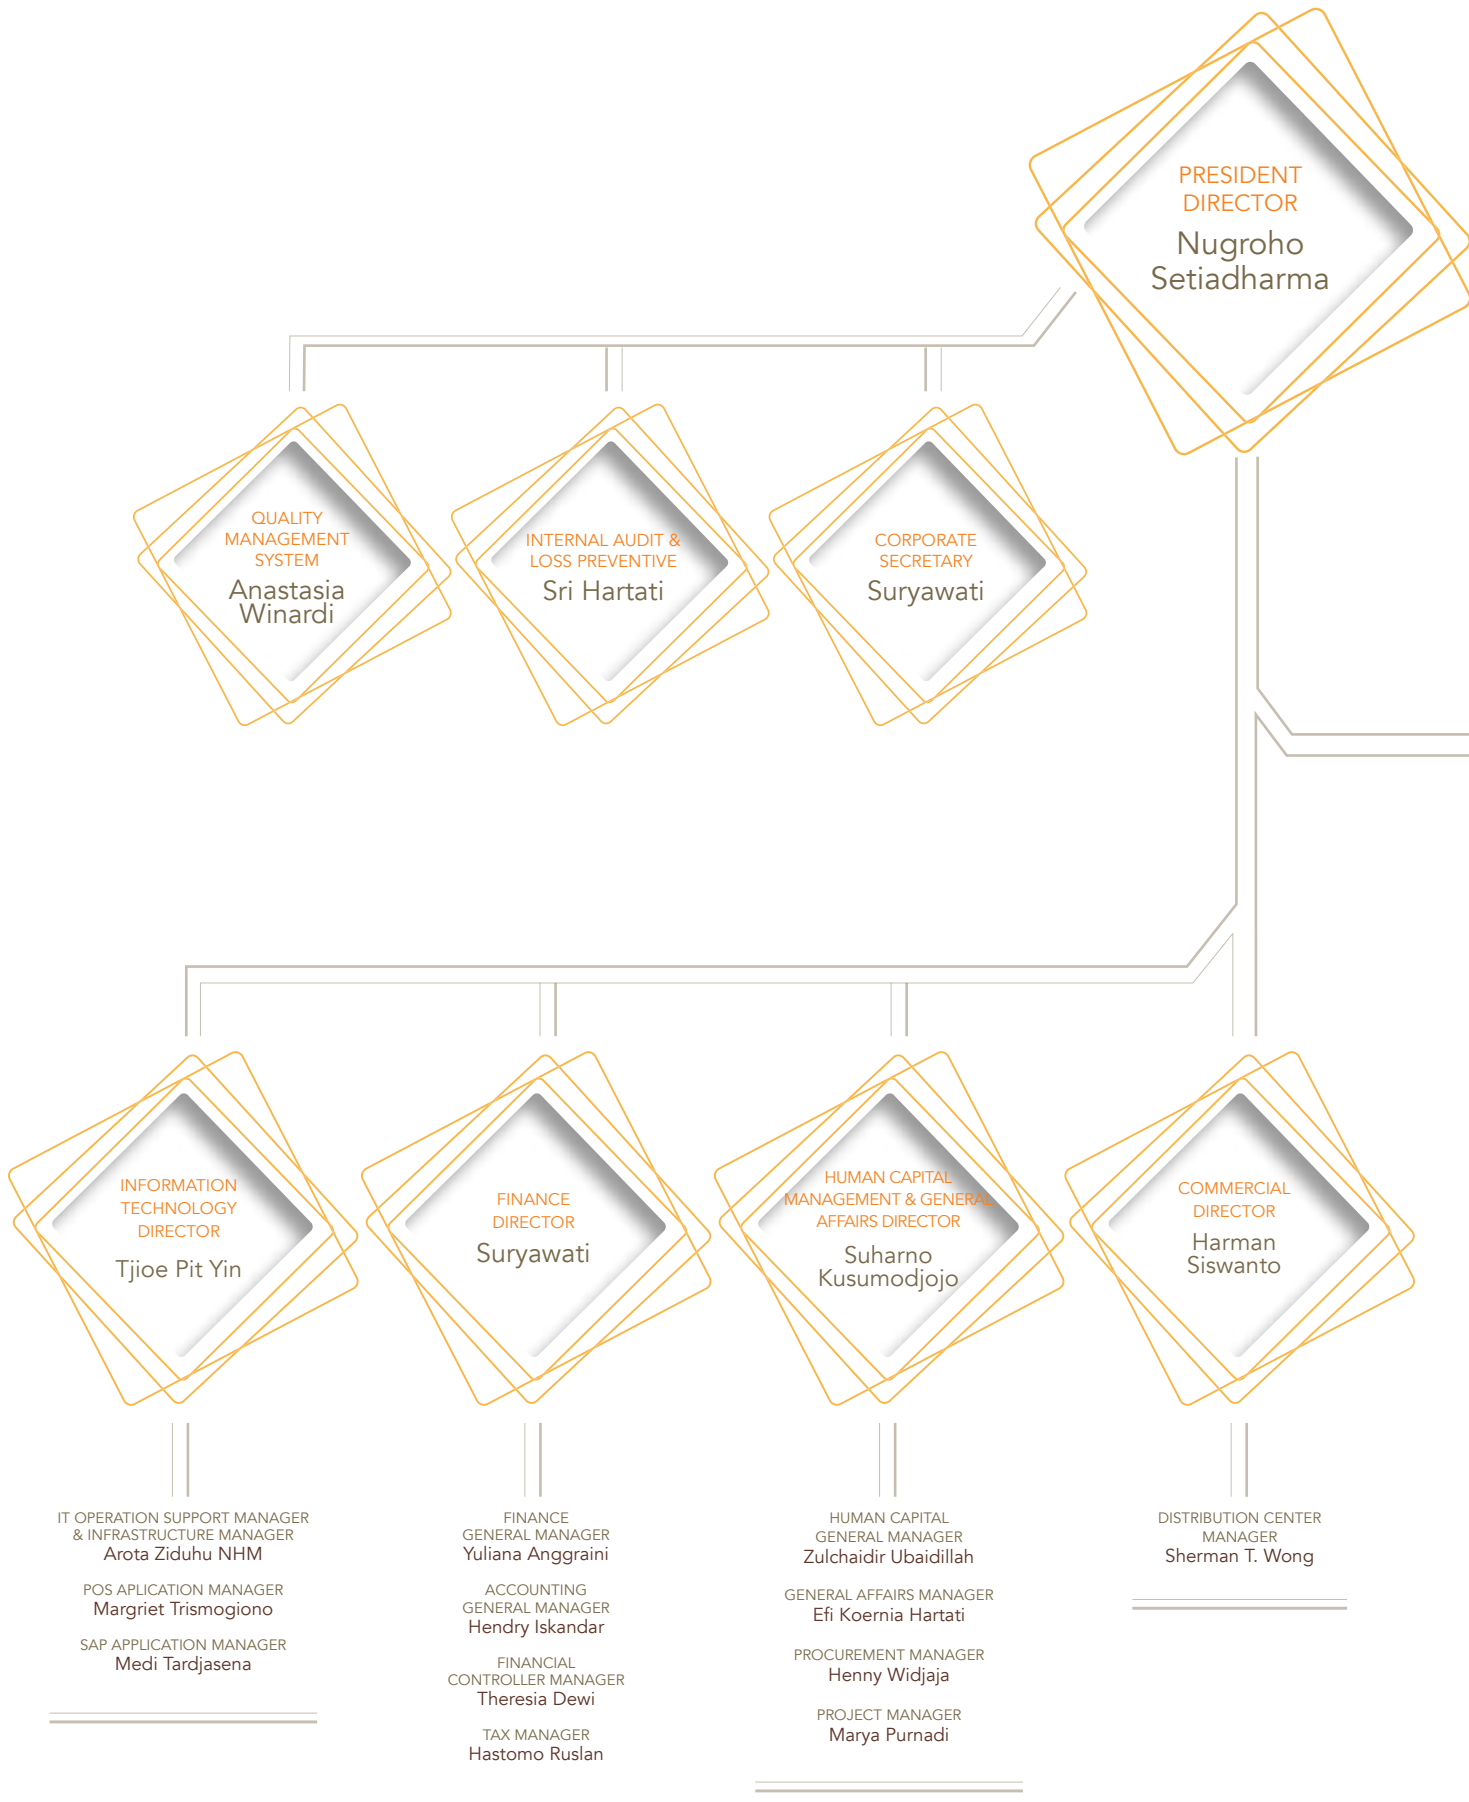 PRESIDENT
DIRECTOR
Nugroho
Setiadharma
QUALITY
MANAGEMENT
SYSTEM
Anastasia
Winardi
INTERNAL AUDIT &
LOSS PREVENTIVE
Sri Hartati
CORPORATE
SECRETARY
Suryawati
INFORMATION
TECHNOLOGY
DIRECTOR
Tjioe Pit Yin
FINANCE
DIRECTOR
Suryawati
HUMAN CAPITAL
MANAGEMENT & GENERAL
AFFAIRS DIRECTOR
Suharno
Kusumodjojo
COMMERCIAL
DIRECTOR
Harman
Siswanto
IT OPERATION SUPPORT MANAGER
& INFRASTRUCTURE MANAGER
Arota Ziduhu NHM
POS APLICATION MANAGER
Margriet Trismogiono
SAP APPLICATION MANAGER
Medi Tardjasena
FINANCE
GENERAL MANAGER
Yuliana Anggraini
ACCOUNTING
GENERAL MANAGER
Hendry Iskandar
FINANCIAL
CONTROLLER MANAGER
Theresia Dewi
TAX MANAGER
Hastomo Ruslan
HUMAN CAPITAL
GENERAL MANAGER
Zulchaidir Ubaidillah
GENERAL AFFAIRS MANAGER
Efi Koernia Hartati
PROCUREMENT MANAGER
Henny Widjaja
PROJECT MANAGER
Marya Purnadi
DISTRIBUTION CENTER
MANAGER
Sherman T. Wong